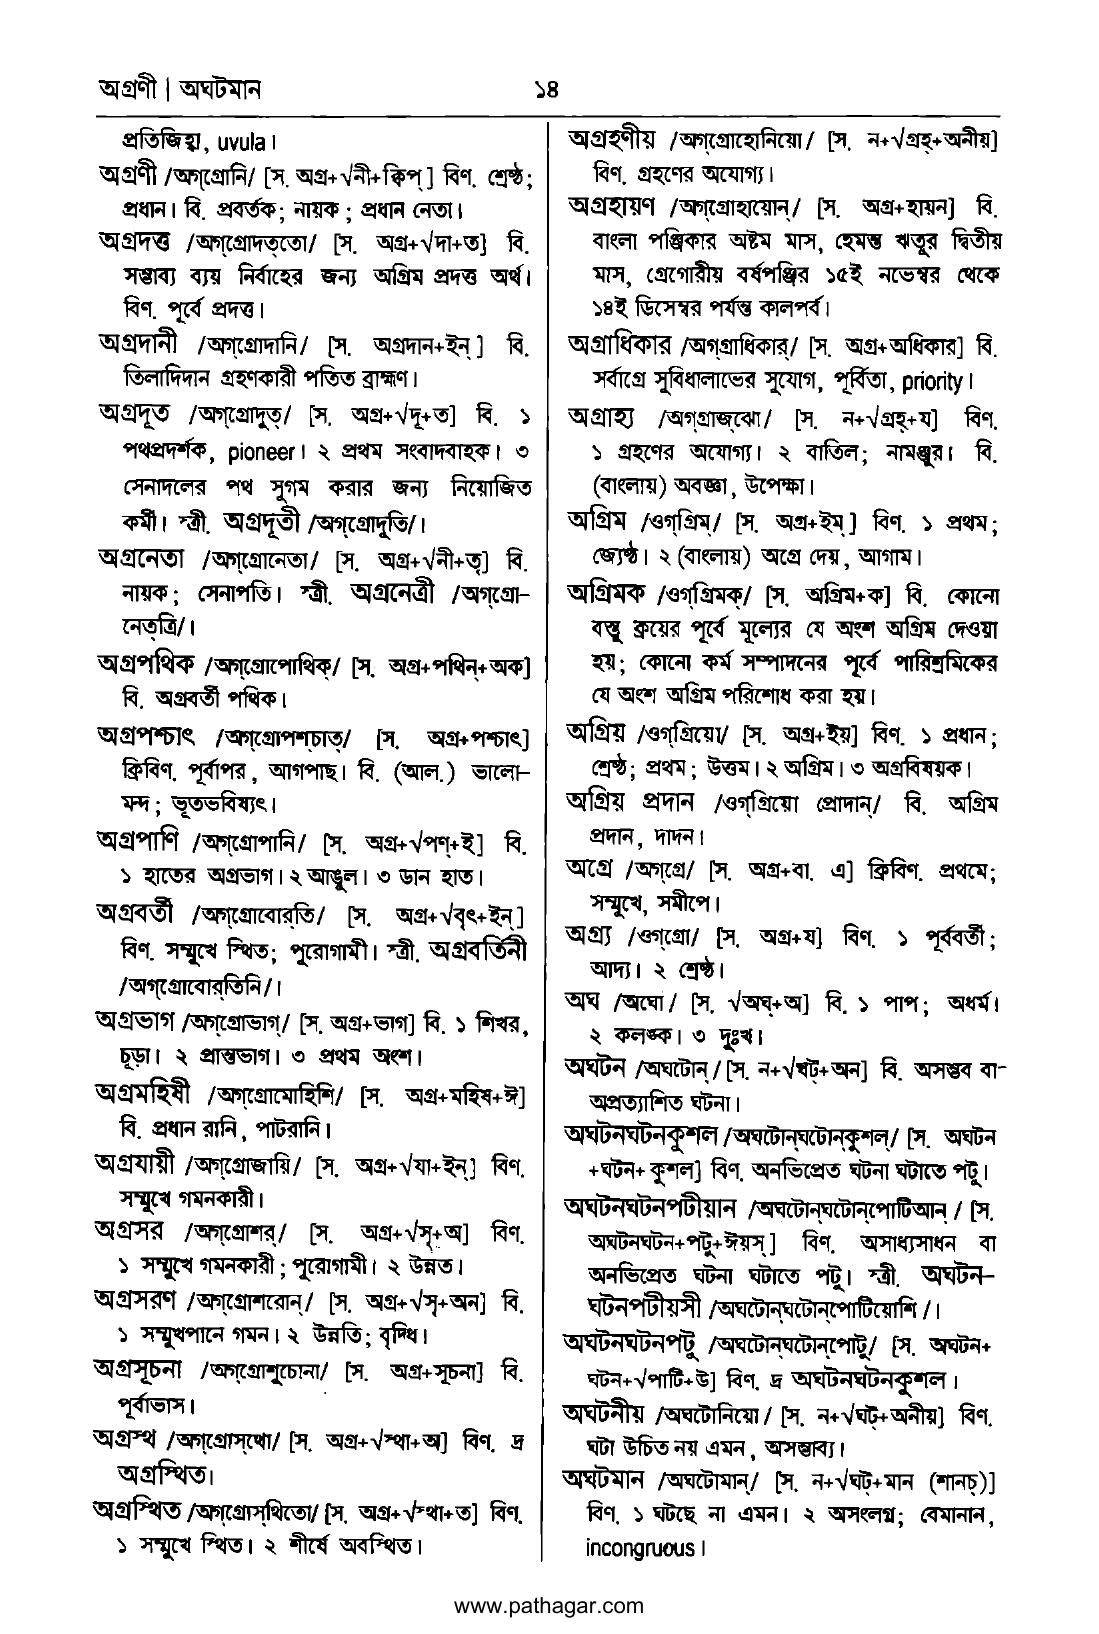 অগ্রণী | অঘটমান
১৪
প্রতিজিহ্বা, uvula।
অগ্রণী /অগ্‌গ্রোনি/ [স. অগ্র+√নী+ক্বিপ্] বিণ. শ্রেষ্ঠ;
প্রধান। বি. প্রবর্তক; নায়ক; প্রধান নেতা।
অগ্রদত্ত /অগ্‌গ্রোদত্‌তো/ [স. অগ্র+√দা+ত] বি.
সম্ভাব্য ব্যয় নির্বাহের জন্য অগ্রিম প্রদত্ত অর্থ।
বিণ. পূর্বে প্রদত্ত।
অগ্রদানী /অগ্‌গ্রোদানি/ [স. অগ্রদান+ইন্] বি.
তিলাদিদান গ্রহণকারী পতিত ব্রাহ্মণ।
অগ্রদূত /অগ্‌গ্রোদুত্/ [স. অগ্র+√দূ+ত] বি. ১
পথপ্রদর্শক, pioneer। ২ প্রথম সংবাদবাহক। ৩
সেনাদলের পথ সুগম করার জন্য নিয়োজিত
কর্মী। স্ত্রী. অগ্রদূতী /অগ্‌গ্রোদুতি/।
অগ্রনেতা /অগ্‌গ্রোনেতা/ [স. অগ্র+√নী+তৃ] বি.
নায়ক; সেনাপতি। স্ত্রী. অগ্রনেত্রী /অগ্‌গ্রো-
নেত্‌ত্রি/।
অগ্রপথিক /অগ্‌গ্রোপোথিক্/ [স. অগ্র+পথিন্+অক]
বি. অগ্রবর্তী পথিক।
অগ্রপশ্চাৎ /অগ্‌গ্রোপশ্‌চাত্/ [স. অগ্র+পশ্চাৎ]
ক্রিবিণ. পূর্বাপর, আগপাছ। বি. (আল.) ভালো-
মন্দ; ভূতভবিষ্যৎ।
অগ্রপাণি /অগ্‌গ্রোপানি/ [স. অগ্র+√পণ্+ই] বি.
১ হাতের অগ্রভাগ। ২ আঙুল। ৩ ডান হাত।
অগ্রবর্তী /অগ্‌গ্রোবোর্‌তি/ [স. অগ্র+√বৃৎ+ইন্]
বিণ. সম্মুখে স্থিত; পুরোগামী। স্ত্রী. অগ্রবর্তিনী
/অগ্‌গ্রোবোর্‌তিনি/।
অগ্রভাগ /অগ্‌গ্রোভাগ্/ [স. অগ্র+ভাগ] বি. ১ শিখর,
চূড়া। ২ প্রান্তভাগ। ৩ প্রথম অংশ।
অগ্রমহিষী /অগ্‌গ্রোমোহিশি/ [স. অগ্র+মহিষ+ঈ]
বি. প্রধান রানি, পাটরানি।
অগ্রযায়ী /অগ্‌গ্রোজায়ি/ [স. অগ্র+√যা+ইন্] বিণ.
সম্মুখে গমনকারী।
অগ্রসর /অগ্‌গ্রোশর্/ [স. অগ্র+√সৃ+অ] বিণ.
১ সম্মুখে গমনকারী; পুরোগামী। ২ উন্নত।
অগ্রসরণ /অগ্‌গ্রোশরোন্/ [স. অগ্র+√সৃ+অন] বি.
১ সম্মুখপানে গমন। ২ উন্নতি; বৃদ্ধি।
অগ্রসূচনা /অগ্‌গ্রোশুচোনা/ [স. অগ্র+সূচনা] বি.
পূর্বাভাস।
অগ্রস্থ /অগ্‌গ্রোস্‌থো/ [স. অগ্র+√স্থা+অ] বিণ. দ্র
অগ্রস্থিত।
অগ্রস্থিত /অগ্‌গ্রোস্‌থিতো/ [স. অগ্র+√স্থা+ত] বিণ.
১ সম্মুখে স্থিত। ২ শীর্ষে অবস্থিত।
অগ্রহণীয় /অগ্‌গ্রোহোনিয়ো/ [স. ন+√গ্রহ্+অনীয়]
বিণ. গ্রহণের অযোগ্য।
অগ্রহায়ণ /অগ্‌গ্রোহায়োন্/ [স. অগ্র+হায়ন] বি.
বাংলা পঞ্জিকার অষ্টম মাস, হেমন্ত ঋতুর দ্বিতীয়
মাস, গ্রেগোরীয় বর্ষপঞ্জির ১৫ই নভেম্বর থেকে
১৪ই ডিসেম্বর পর্যন্ত কালপর্ব।
অগ্রাধিকার /অগ্‌গ্রাধিকার্/ [স. অগ্র+অধিকার] বি.
সর্বাগ্রে সুবিধালাভের সুযোগ, পূর্বিতা, priority।
অগ্রাহ্য /অগ্‌গ্রাজ্‌ঝো/ [স. ন+√গ্রহ্+য] বিণ.
১ গ্রহণের অযোগ্য। ২ বাতিল; নামঞ্জুর। বি.
(বাংলায়) অবজ্ঞা, উপেক্ষা।
অগ্রিম /ওগ্‌গ্রিম্/ [স. অগ্র+ইম্] বিণ. ১ প্রথম;
জ্যেষ্ঠ। ২ (বাংলায়) অগ্রে দেয়, আগাম।
অগ্রিমক /ওগ্‌গ্রিমক্/ [স. অগ্রিম+ক] বি. কোনো
বস্তু ক্রয়ের পূর্বে মূল্যের যে অংশ অগ্রিম দেওয়া
হয়; কোনো কর্ম সম্পাদনের পূর্বে পারিশ্রমিকের
যে অংশ অগ্রিম পরিশোধ করা হয়।
অগ্রিয় /ওগ্‌গ্রিয়ো/ [স. অগ্র+ইয়] বিণ. ১ প্রধান;
শ্রেষ্ঠ; প্রথম; উত্তম। ২ অগ্রিম। ৩ অগ্রবিষয়ক।
অগ্রিয় প্রদান /ওগ্‌গ্রিয়ো প্রোদান্/ বি. অগ্রিম
প্রদান, দাদন।
অগ্রে /অগ্‌গ্রে/ [স. অগ্র+বা. এ] ক্রিবিণ. প্রথমে;
সম্মুখে, সমীপে।
অগ্র্য /ওগ্‌গ্রো/ [স. অগ্র+য] বিণ. ১ পূর্ববর্তী;
আদ্য। ২ শ্রেষ্ঠ।
অঘ /অঘো/ [স. √অঘ্+অ] বি. ১ পাপ; অধর্ম।
২ কলঙ্ক। ৩ দুঃখ।
অঘটন /অঘটোন্/ [স. ন+√ঘট্+অন] বি. অসম্ভব বা-
অপ্রত্যাশিত ঘটনা।
অঘটনঘটনকুশল /অঘটোন্‌ঘটোন্‌কুশল্/ [স. অঘটন
+ঘটন+কুশল] বিণ. অনভিপ্রেত ঘটনা ঘটাতে পটু।
অঘটনঘটনপটীয়ান /অঘটোন্‌ঘটোন্‌পোটিআন্/ [স.
অঘটনঘটন+পটু+ঈয়স্] বিণ. অসাধ্যসাধন বা
অনভিপ্রেত ঘটনা ঘটাতে পটু। স্ত্রী. অঘটন-
ঘটনপটীয়সী /অঘটোন্‌ঘটোন্‌পোটিয়োশি/।
অঘটনঘটনপটু /অঘটোন্‌ঘটোন্‌পোটু/ [স. অঘটন+
ঘটন+√পাটি+উ] বিণ. দ্র অঘটনঘটনকুশল।
অঘটনীয় /অঘটোনিয়ো/ [স. ন+√ঘট্+অনীয়] বিণ.
ঘটা উচিত নয় এমন, অসম্ভাব্য।
অঘটমান /অঘটোমান্/ [স. ন+√ঘট্+মান (শানচ্)]
বিণ. ১ ঘটছে না এমন। ২ অসংলগ্ন; বেমানান,
incongruous।
www.pathagar.com